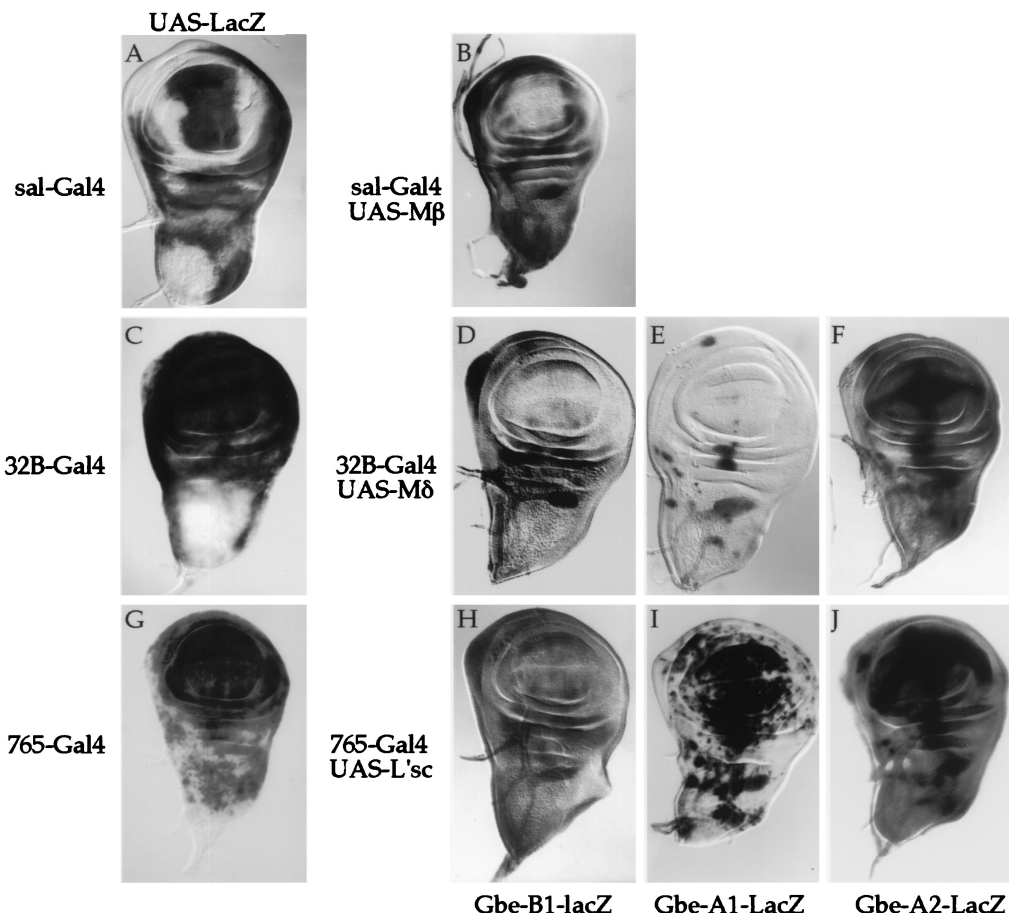 UAS-LacZ
A
B
sal-Gal4
sal-Gal4
UAS-Mβ
C
D
E
F
32B-Gal4
32B-Gal4
UAS-Mδ
G
H
I
J
765-Gal4
765-Gal4
UAS-L'sc
Gbe-B1-lacZ
Gbe-A1-LacZ
Gbe-A2-LacZ